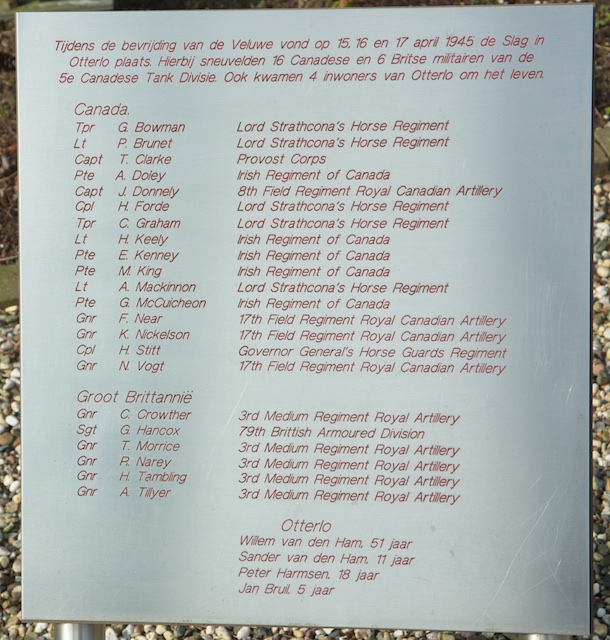 Tijdens de bevrijding van de Veluwe vond op 15, 16 en 17 april 1945 de Slag in
Otterlo plaats. Hierbij sneuvelden 16 Canadese en 6 Britse militairen van de
5e Canadese Tank Divisie. Ook kwamen 4 inwoners van Otterlo om het leven.
Canada.
Tpr G. Bowman Lord Strathcona's Horse Regiment
Lt P. Brunet Lord Strathcona's Horse Regiment
Capt T. Clarke Provost Corps
Pte A. Doley Irish Regiment of Canada
Capt J. Donnely 8th Field Regiment Royal Canadian Artillery
Cpl H. Forde Lord Strathcona's Horse Regiment
Tpr C. Graham Lord Strathcona's Horse Regiment
Lt H. Keely Irish Regiment of Canada
Pte E. Kenney Irish Regiment of Canada
Pte M. King Irish Regiment of Canada
Lt A. Mackinnon Lord Strathcona's Horse Regiment
Pte G. McCuicheon Irish Regiment of Canada
Gnr F. Near 17th Field Regiment Royal Canadian Artillery
Gnr K. Nickelson 17th Field Regiment Royal Canadian Artillery
Cpl H. Stitt Governor General's Horse Guards Regiment
Gnr N. Vogt 17th Field Regiment Royal Canadian Artillery
Groot Brittannië
Gnr C. Crowther 3rd Medium Regiment Royal Artillery
Sgt G. Hancox 79th Brittish Armoured Division
Gnr T. Morrice 3rd Medium Regiment Royal Artillery
Gnr R. Narey 3rd Medium Regiment Royal Artillery
Gnr H. Tambling 3rd Medium Regiment Royal Artillery
Gnr A. Tillyer 3rd Medium Regiment Royal Artillery
Otterlo
Willem van den Ham, 51 jaar
Sander van den Ham, 11 jaar
Peter Harmsen, 18 jaar
Jan Bruil, 5 jaar